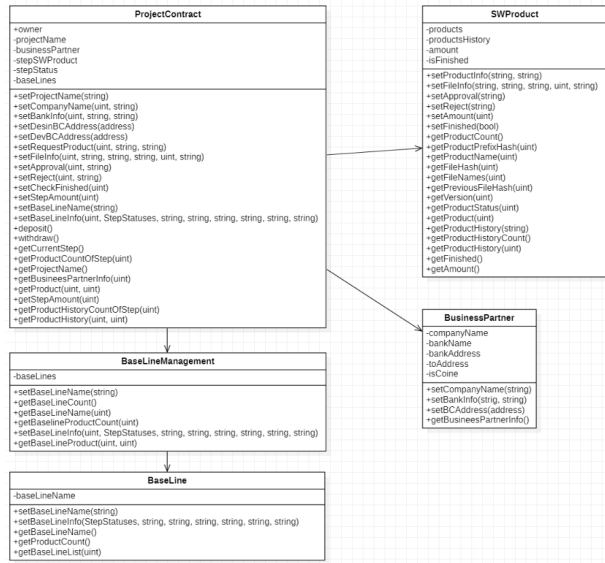 ProjectContract
+owner
-projectName
-businessPartner
-stepSWProduct
-stepStatus
-baseLines
+setProjectName(string)
+setCompanyName(uint, string)
+setBankInfo(uint, string)
+setDesinBCAddress(address)
+setDevBCAddress(address)
+setRequestProduct(uint, string, string)
+setFileInfo(uint, string, string, string, uint, string)
+setApproval(uint, string)
+setReject(uint, string)
+setCheckFinished(uint)
+setStepAmount(uint)
+setBaseLineName(string)
+setBaseLineInfo(uint, StepStatuses, string, string, string, string, string, string)
+deposit()
+withdraw()
+getCurrentStep()
+getProductCountOfStep(uint)
+getProjectName()
+getBusineesPartnerInfo(uint)
+getProduct(uint, uint)
+getStepAmount(uint)
+getProductHistoryCountOfStep(uint)
+getProductHistory(uint, uint)
SWProduct
-products
-productsHistory
-amount
-isFinished
+setProductInfo(string, string)
+setFileInfo(string, string, string, uint, string)
+setApproval(string)
+setReject(string)
+setAmount(uint)
+setFinished(bool)
+getProductCount()
+getProductPrefixHash(uint)
+getProductName(uint)
+getFileHash(uint)
+getFileNames(uint)
+getPreviousFileHash(uint)
+getVersion(uint)
+getProductStatus(uint)
+getProduct(uint)
+getProductHistory(string)
+getProductHistoryCount()
+getProductHistory(uint)
+getFinished()
+getAmount()
BusinessPartner
-companyName
-bankName
-bankAddress
-toAddress
-isCoine
+setCompanyName(string)
+setBankInfo(strig, string)
+setBCAddress(address)
+getBusineesPartnerInfo()
BaseLineManagement
-baseLines
+setBaseLineName(string)
+getBaseLineCount()
+getBaseLineName(uint)
+getBaselineProductCount(uint)
+setBaseLineInfo(uint, StepStatuses, string, string, string, string, string, string)
+getBaseLineProduct(uint, uint)
BaseLine
-baseLineName
+setBaseLineName(string)
+setBaseLineInfo(StepStatuses, string, string, string, string, string, string)
+getBaseLineName()
+getProductCount()
+getBaseLineList(uint)